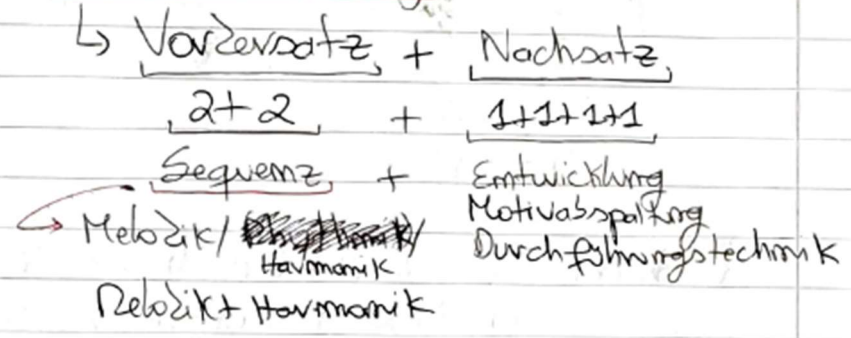 ↳ Vordersatz + Nachsatz
2+2 + 1+1+1+1
Sequenz + Entwicklung
Motivabspaltung
Melodik/ Durchführungstechnik
Harmonik
Melodik + Harmonik